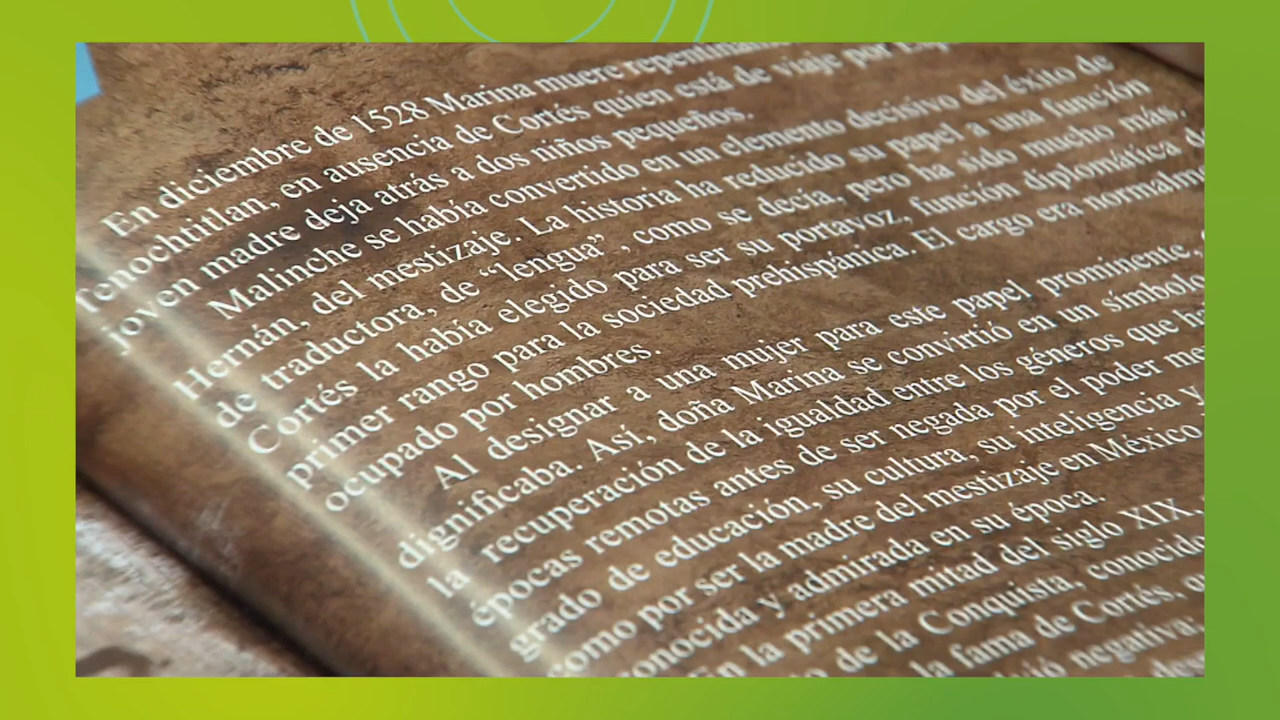 En diciembre de 1528 Marina muere
Tenochtitlan, en ausencia de Cortés quien está de viaje por
joven madre deja atrás a dos niños pequeños.
Malinche se había convertido en un elemento decisivo del éxito de
Hernán, del mestizaje. La historia ha reducido su papel a una función
de traductora, de “lengua” , como se decía, pero ha sido mucho más.
Cortés la había elegido para ser su portavoz, función diplomática de
primer rango para la sociedad prehispánica. El cargo era
ocupado por hombres.
Al designar a una mujer para este papel prominente,
dignificaba. Así, doña Marina se convirtió en un símbolo
la recuperación de la igualdad entre los géneros que
épocas remotas antes de ser negada por el poder
grado de educación, su cultura, su inteligencia y
como por ser la madre del mestizaje en México
conocida y admirada en su época.
En la primera mitad del siglo XIX,
de la Conquista, conocido
la fama de Cortés,
negativa.